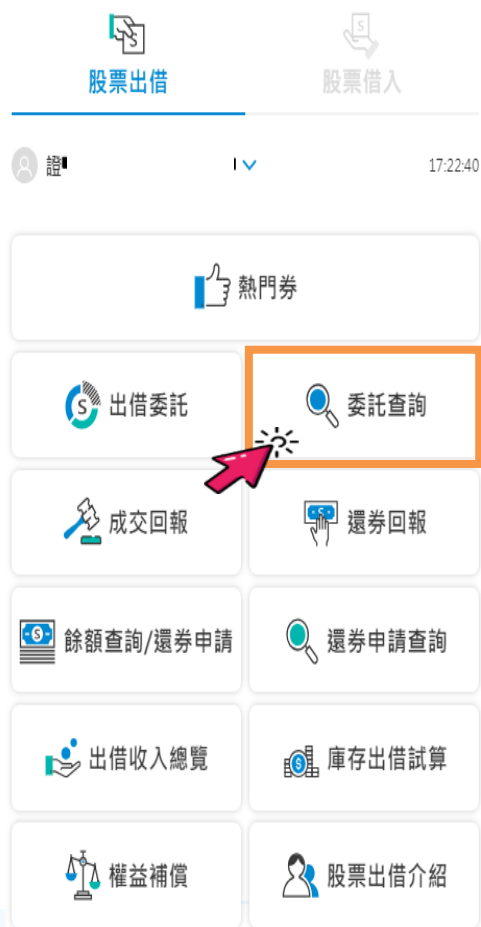 股票出借
股票借入
證
17:22:40
熱門券
出借委託
委託查詢
成交回報
還券回報
餘額查詢/還券申請
還券申請查詢
出借收入總覽
庫存出借試算
權益補償
股票出借介紹